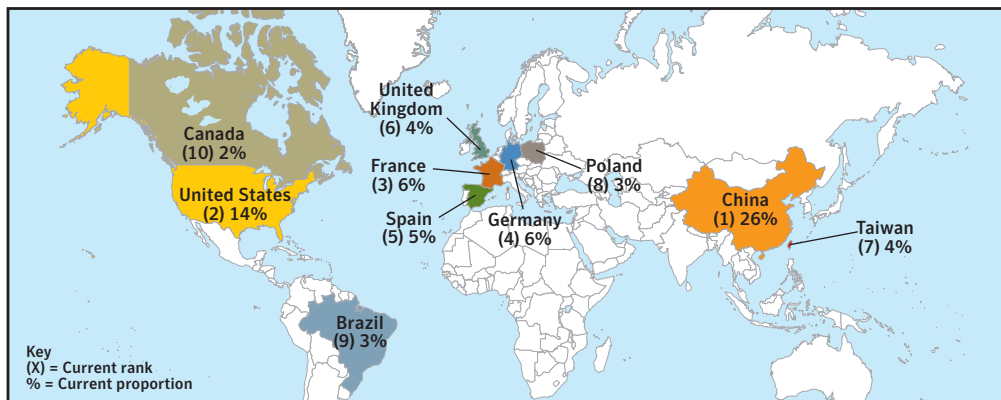 United
Kingdom
(6) 4%
Canada
(10) 2%
France
(3) 6%
Poland
(8) 3%
United States
(2) 14%
China
(1) 26%
Spain
(5) 5%
Germany
(4) 6%
Taiwan
(7) 4%
Brazil
(9) 3%
Key
(X) = Current rank
% = Current proportion